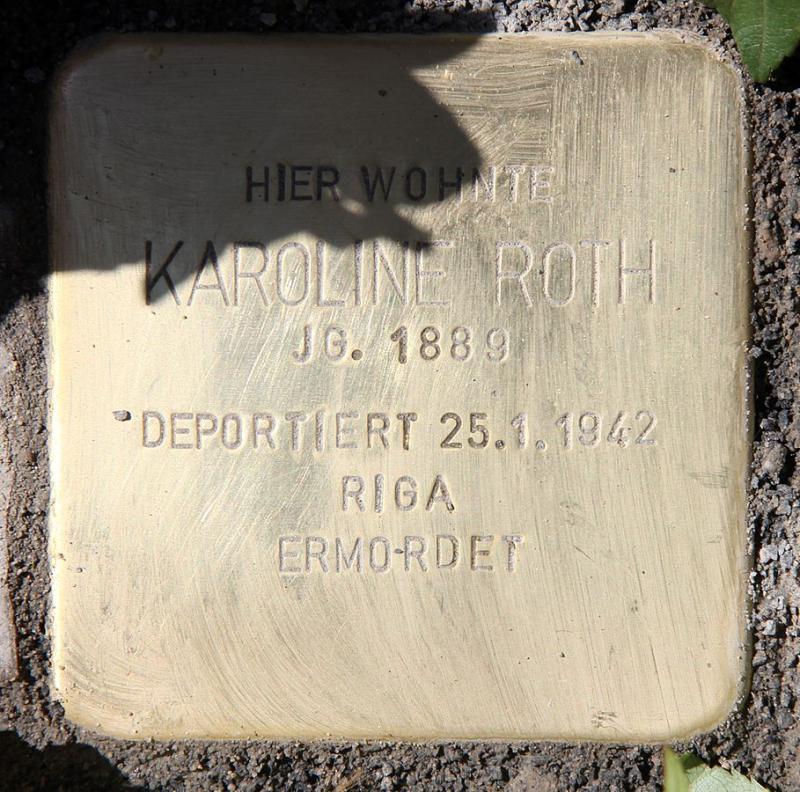 HIER WOHNTE
KAROLINE ROTH
JG. 1889
DEPORTIERT 25.1.1942
RIGA
ERMORDET